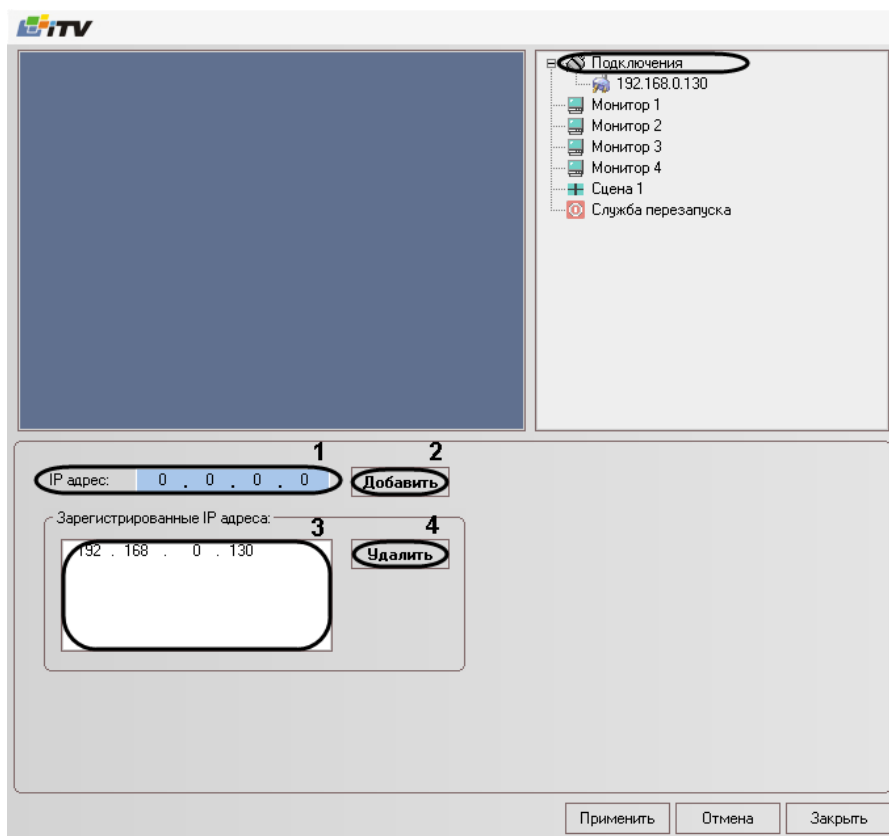 iTV
Подключения
192.168.0.130
Монитор 1
Монитор 2
Монитор 3
Монитор 4
Сцена 1
Служба перезапуска
1
2
IP адрес: 0 . 0 . 0 . 0
Добавить
Зарегистрированные IP адреса:
3
4
192 . 168 . 0 . 130
Удалить
Применить
Отмена
Закрыть